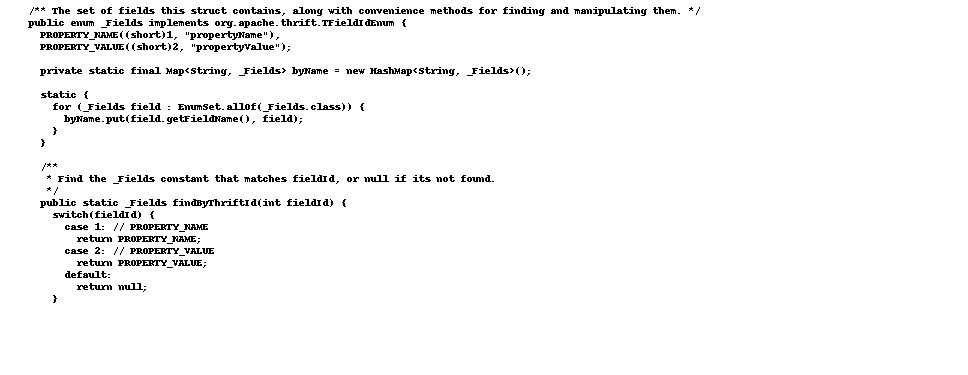 /** The set of fields this struct contains, along with convenience methods for finding and manipulating them. */
public enum _Fields implements org.apache.thrift.TFieldIdEnum {
PROPERTY_NAME((short)1, "propertyName"),
PROPERTY_VALUE((short)2, "propertyValue");
private static final Map<String, _Fields> byName = new HashMap<String, _Fields>();
static {
for (_Fields field : EnumSet.allOf(_Fields.class)) {
byName.put(field.getFieldName(), field);
}
}
/**
* Find the _Fields constant that matches fieldId, or null if its not found.
*/
public static _Fields findByThriftId(int fieldId) {
switch(fieldId) {
case 1: // PROPERTY_NAME
return PROPERTY_NAME;
case 2: // PROPERTY_VALUE
return PROPERTY_VALUE;
default:
return null;
}